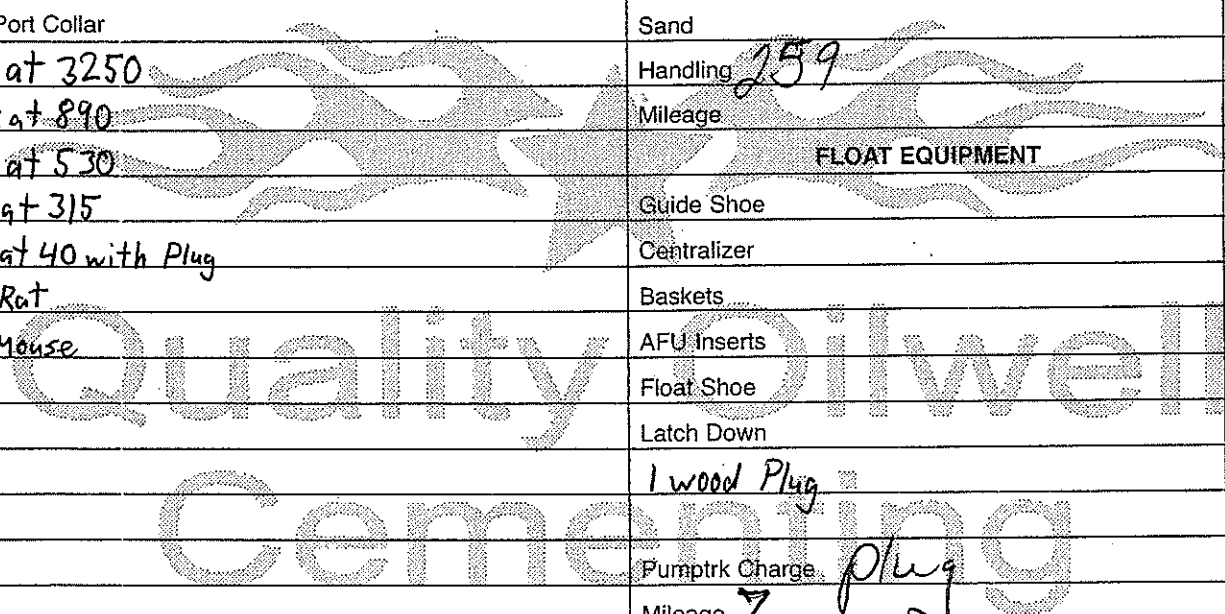 Port Collar
at 3250
at 890
at 530
at 315
at 40 with Plug
Rat
Mouse
Sand
Handling 259
Mileage
FLOAT EQUIPMENT
Guide Shoe
Centralizer
Baskets
AFU Inserts
Float Shoe
Latch Down
1 wood Plug
Pumptrk Charge plug
Mileage
Quality Oilwell
Cementing